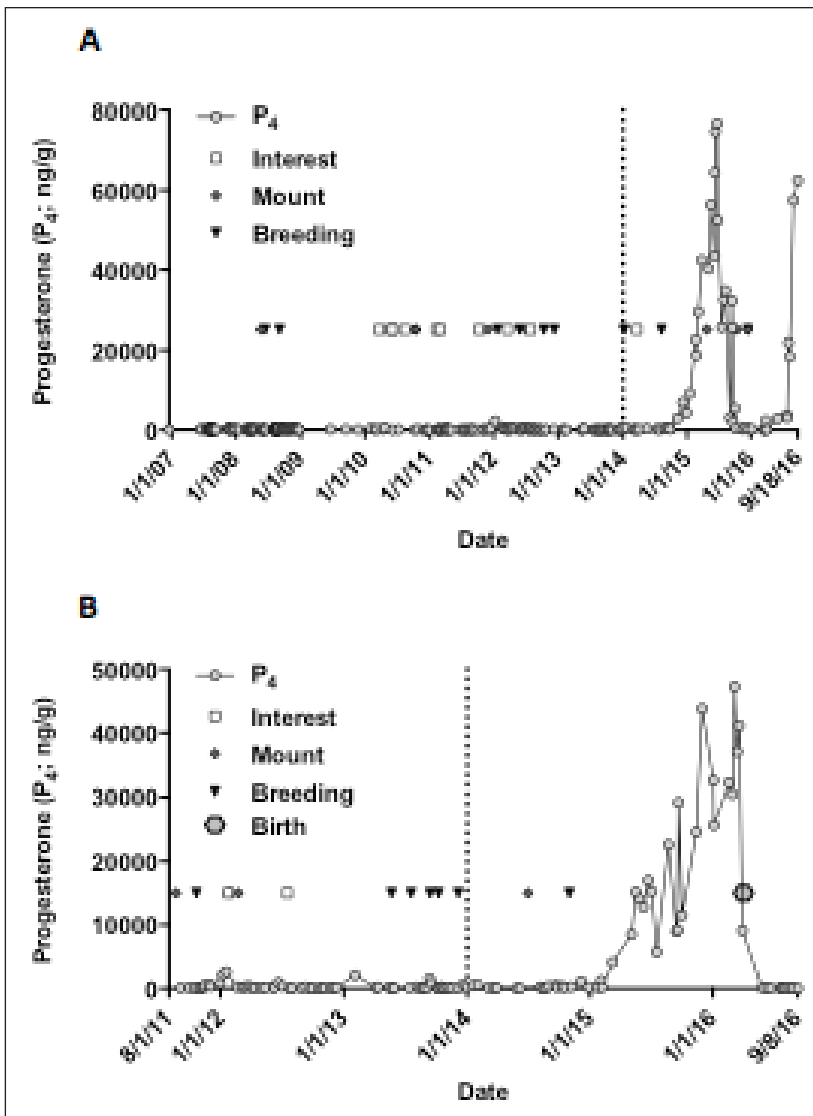 A
80000
60000
40000
20000
0
Progesterone (P4; ng/g)
P4
Interest
Mount
Breeding
1/1/07
1/1/08
1/1/09
1/1/10
1/1/11
1/1/12
1/1/13
1/1/14
1/1/15
1/1/16
9/18/16
Date
B
50000
40000
30000
20000
10000
0
Progesterone (P4; ng/g)
P4
Interest
Mount
Breeding
Birth
8/1/11
1/1/12
1/1/13
1/1/14
1/1/15
1/1/16
9/8/16
Date